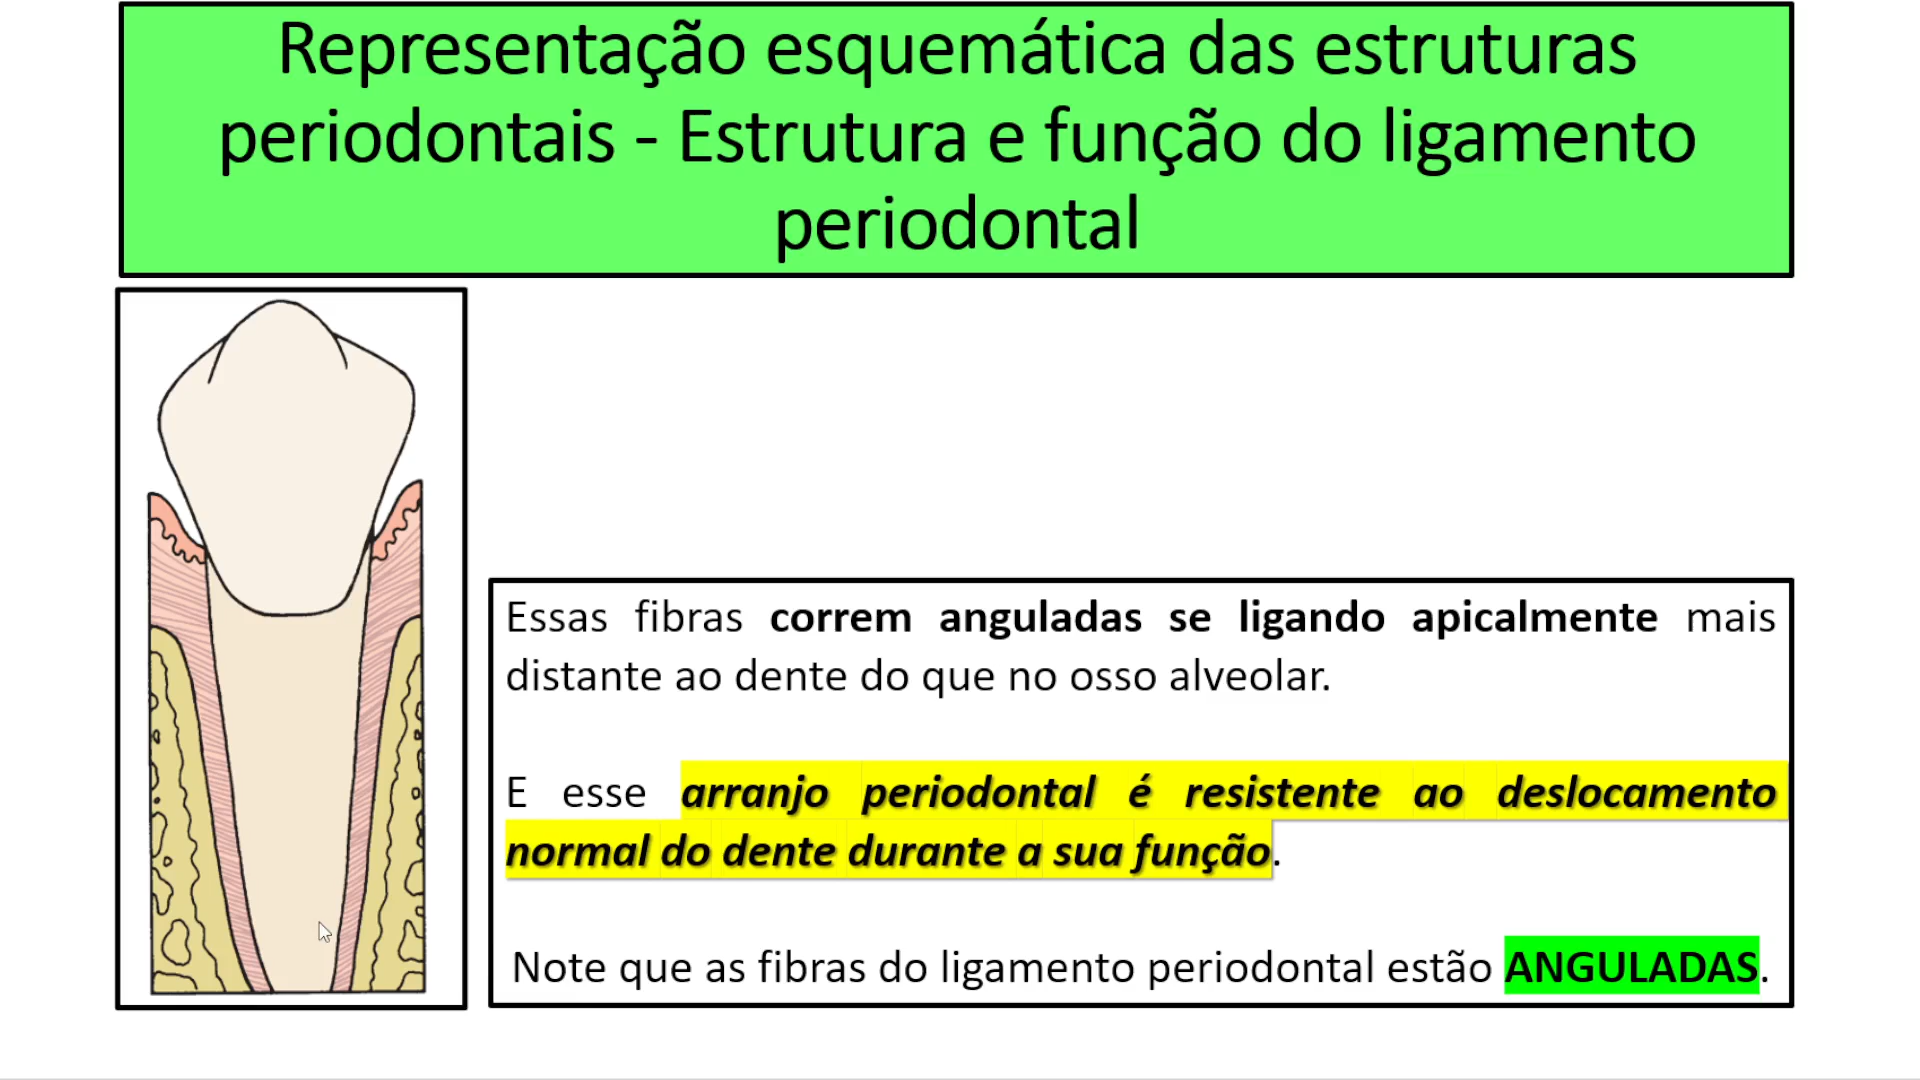 Representação esquemática das estruturas
periodontais - Estrutura e função do ligamento
periodontal
Essas fibras correm anguladas se ligando apicalmente mais
distante ao dente do que no osso alveolar.
E esse arranjo periodontal é resistente ao deslocamento
normal do dente durante a sua função.
Note que as fibras do ligamento periodontal estão ANGULADAS.